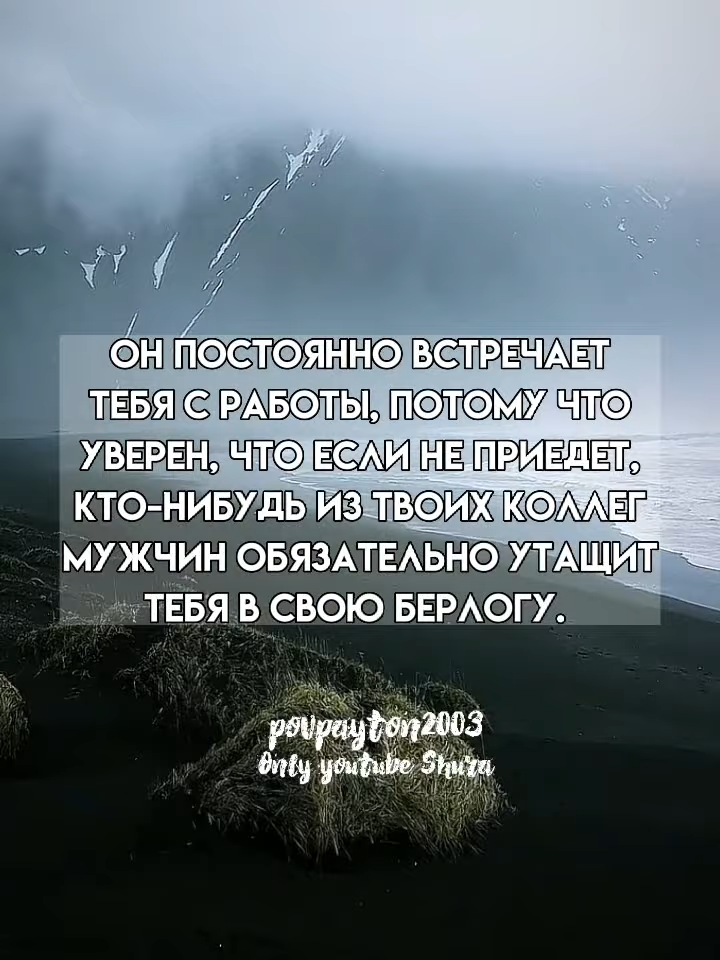 ОН ПОСТОЯННО ВСТРЕЧАЕТ
ТЕБЯ С РАБОТЫ, ПОТОМУ ЧТО
УВЕРЕН, ЧТО ЕСЛИ НЕ ПРИЕДЕТ,
КТО-НИБУДЬ ИЗ ТВОИХ КОЛЛЕГ
МУЖЧИН ОБЯЗАТЕЛЬНО УТАЩИТ
ТЕБЯ В СВОЮ БЕРЛОГУ.
povpayton2003
Only youtube Shura